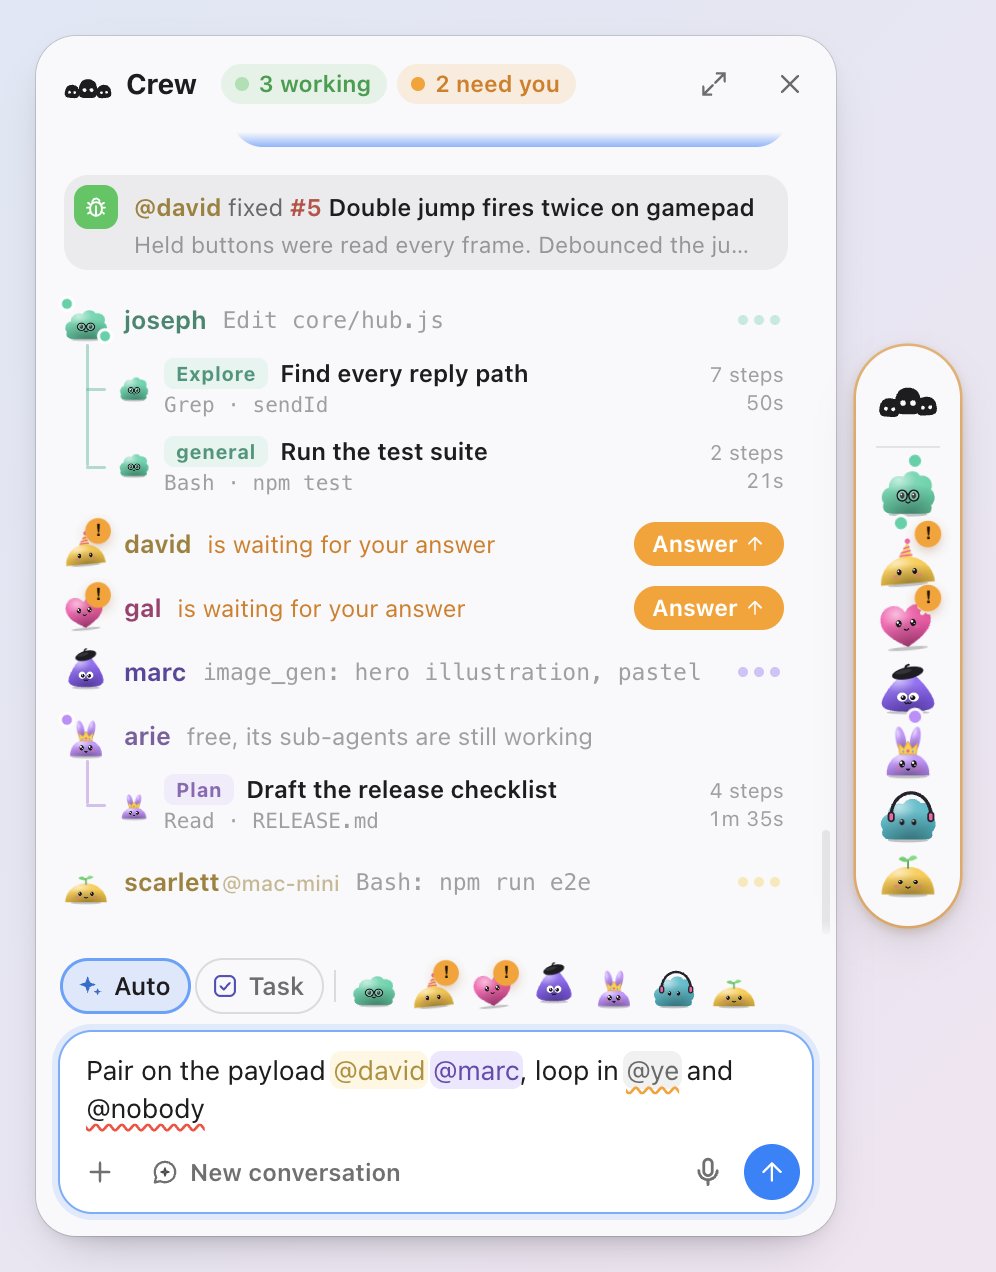 Crew 3 working 2 need you
@david fixed #5 Double jump fires twice on gamepad
Held buttons were read every frame. Debounced the ju...
joseph Edit core/hub.js
Explore Find every reply path 7 steps
Grep · sendId 50s
general Run the test suite 2 steps
Bash · npm test 21s
! david is waiting for your answer Answer ↑
! gal is waiting for your answer Answer ↑
marc image_gen: hero illustration, pastel
arie free, its sub-agents are still working
Plan Draft the release checklist 4 steps
Read · RELEASE.md 1m 35s
scarlett@mac-mini Bash: npm run e2e
Auto Task ! !
Pair on the payload @david @marc, loop in @ye and
@nobody
New conversation
!
!